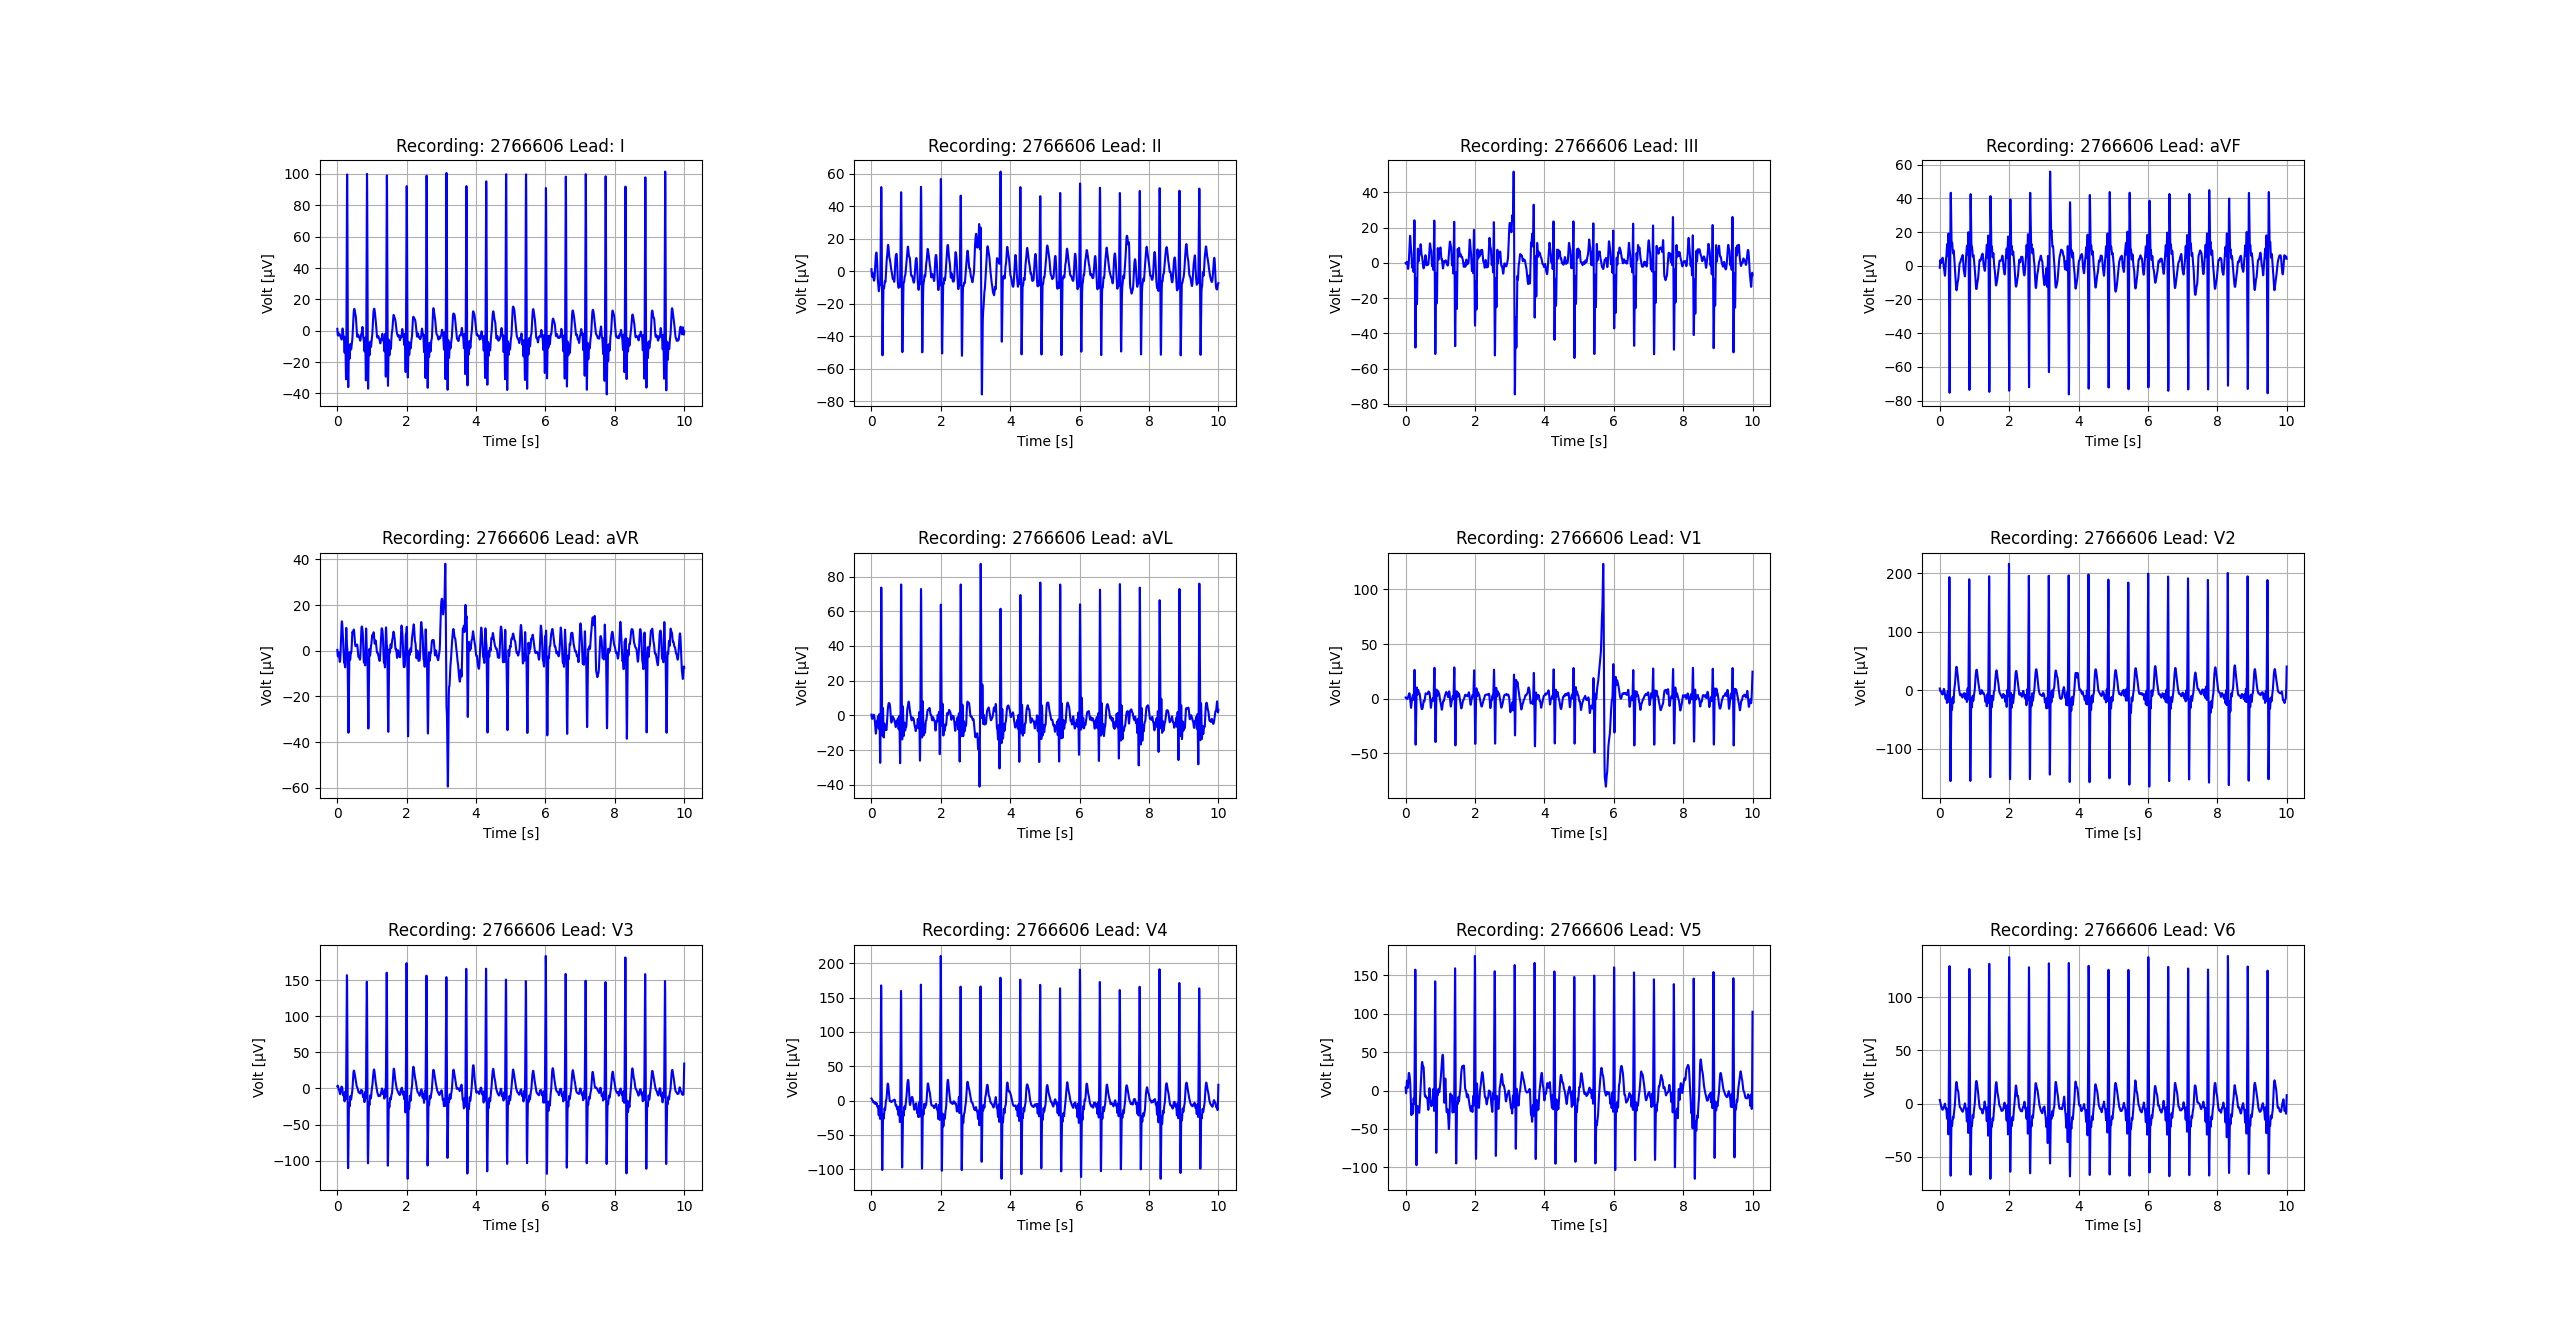 Recording: 2766606 Lead: I
Recording: 2766606 Lead: II
Recording: 2766606 Lead: III
Recording: 2766606 Lead: aVF
Volt [µV]
100
80
60
40
20
0
−20
−40
0 2 4 6 8 10
Time [s]
Volt [µV]
60
40
20
0
−20
−40
−60
−80
0 2 4 6 8 10
Time [s]
Volt [µV]
40
20
0
−20
−40
−60
−80
0 2 4 6 8 10
Time [s]
Volt [µV]
60
40
20
0
−20
−40
−60
−80
0 2 4 6 8 10
Time [s]
Recording: 2766606 Lead: aVR
Recording: 2766606 Lead: aVL
Recording: 2766606 Lead: V1
Recording: 2766606 Lead: V2
Volt [µV]
40
20
0
−20
−40
−60
0 2 4 6 8 10
Time [s]
Volt [µV]
80
60
40
20
0
−20
−40
0 2 4 6 8 10
Time [s]
Volt [µV]
100
50
0
−50
0 2 4 6 8 10
Time [s]
Volt [µV]
200
100
0
−100
0 2 4 6 8 10
Time [s]
Recording: 2766606 Lead: V3
Recording: 2766606 Lead: V4
Recording: 2766606 Lead: V5
Recording: 2766606 Lead: V6
Volt [µV]
150
100
50
0
−50
−100
0 2 4 6 8 10
Time [s]
Volt [µV]
200
150
100
50
0
−50
−100
0 2 4 6 8 10
Time [s]
Volt [µV]
150
100
50
0
−50
−100
0 2 4 6 8 10
Time [s]
Volt [µV]
100
50
0
−50
0 2 4 6 8 10
Time [s]